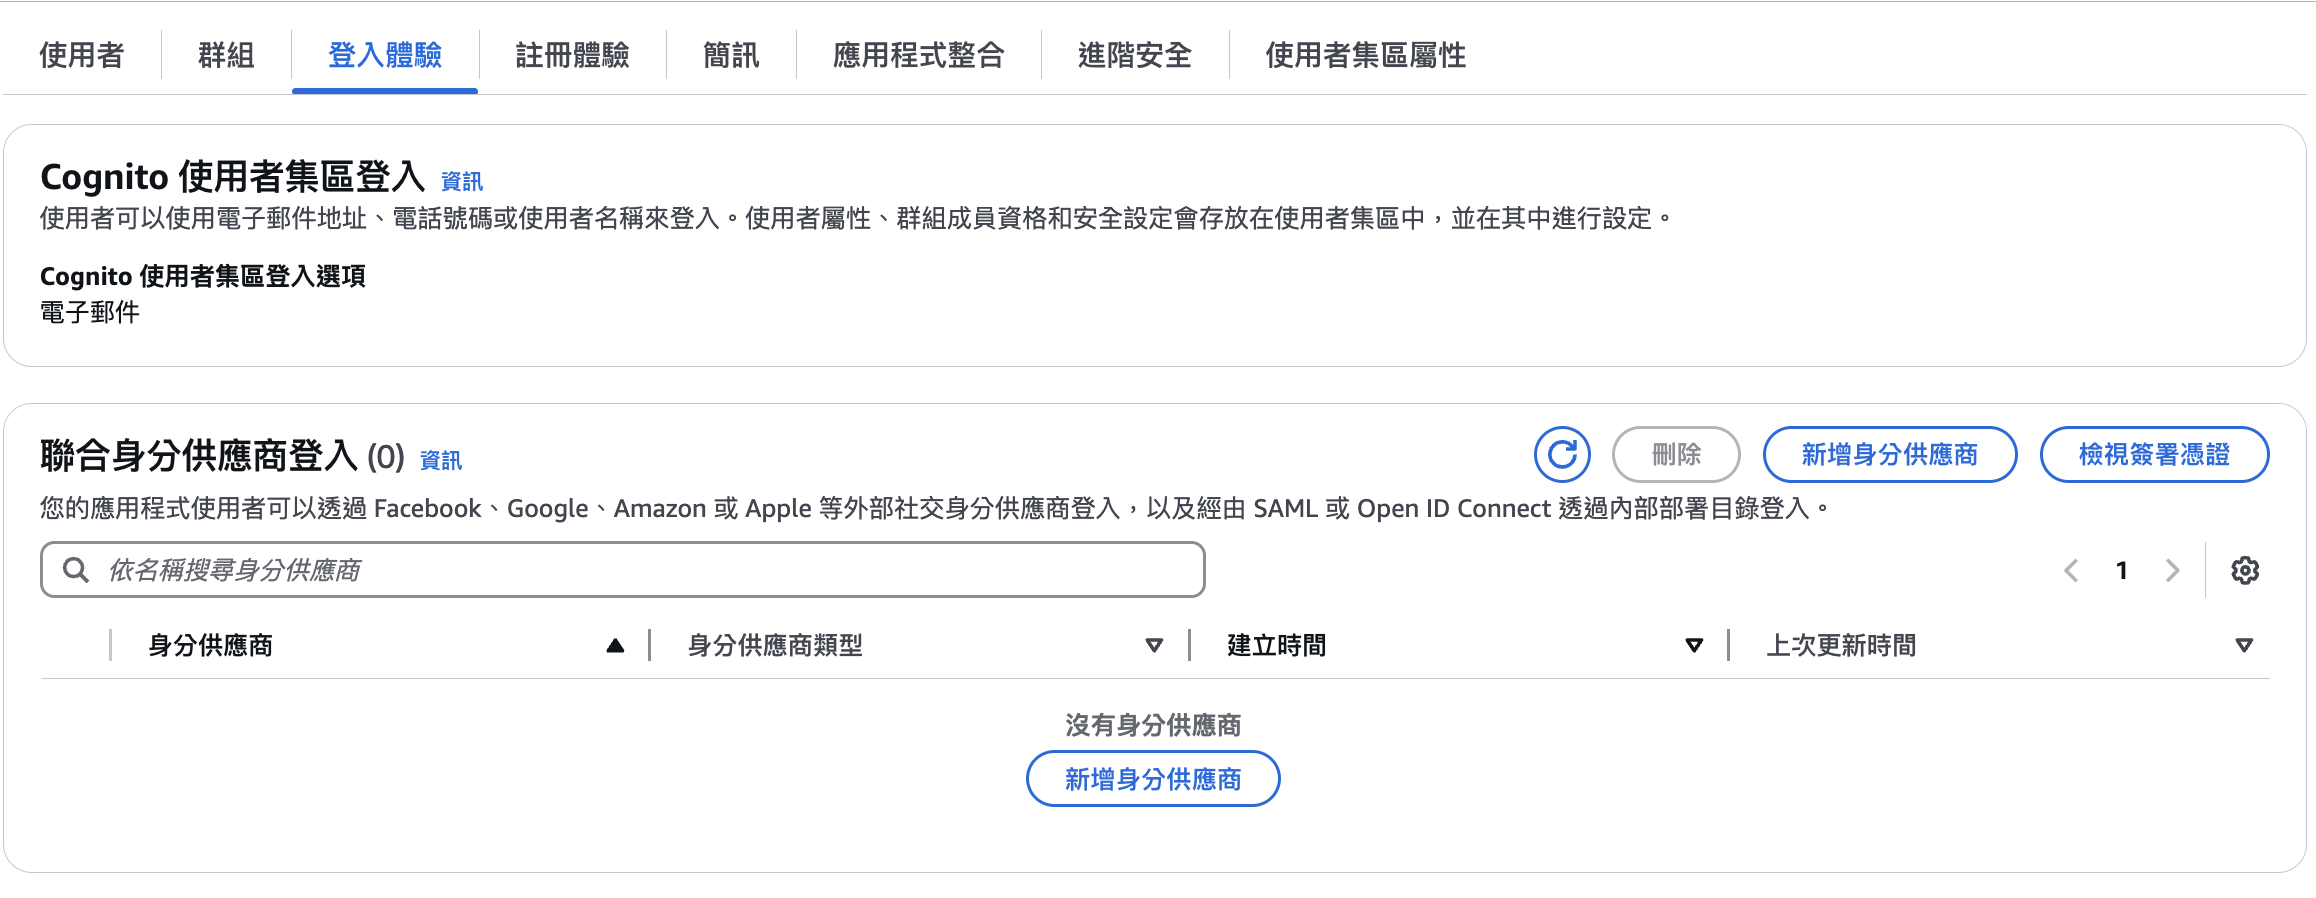 使用者 群組 登入體驗 註冊體驗 簡訊 應用程式整合 進階安全 使用者集區屬性
Cognito 使用者集區登入 資訊
使用者可以使用電子郵件地址、電話號碼或使用者名稱來登入。使用者屬性、群組成員資格和安全設定會存放在使用者集區中，並在其中進行設定。
Cognito 使用者集區登入選項
電子郵件
聯合身分供應商登入 (0) 資訊
刪除 新增身分供應商 檢視簽署憑證
您的應用程式使用者可以透過 Facebook、Google、Amazon 或 Apple 等外部社交身分供應商登入，以及經由 SAML 或 Open ID Connect 透過內部部署目錄登入。
依名稱搜尋身分供應商
1
身分供應商 身分供應商類型 建立時間 上次更新時間
沒有身分供應商
新增身分供應商